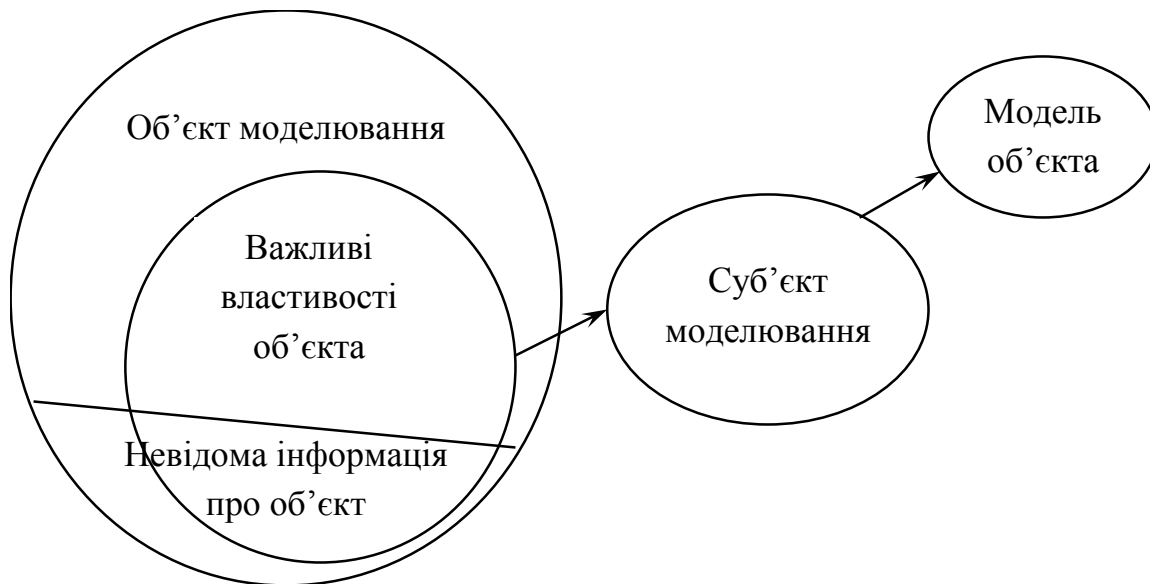 Об’єкт моделювання
Важливі
властивості
об’єкта
Невідома інформація
про об’єкт
Суб’єкт
моделювання
Модель
об’єкта